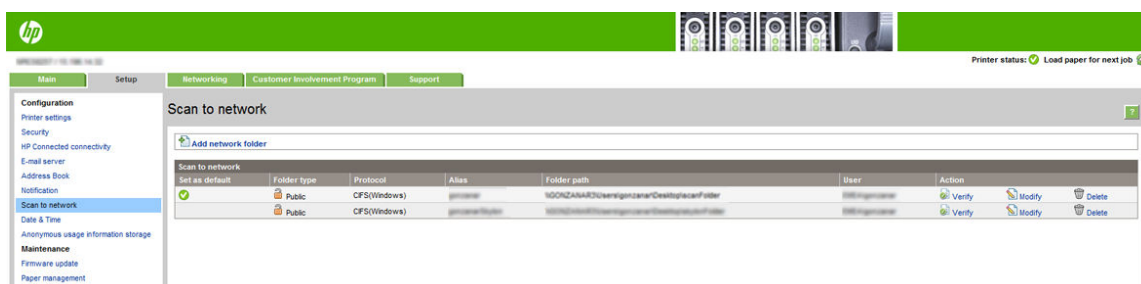 hp
Printer status: Load paper for next job
Main Setup Networking Customer Involvement Program Support
Configuration
Printer settings
Security
HP Connected connectivity
E-mail server
Address Book
Notification
Scan to network
Date & Time
Anonymous usage information storage
Maintenance
Firmware update
Paper management
Scan to network
?
Add network folder
Scan to network
Set as default Folder type Protocol Alias Folder path User Action
Public CIFS(Windows) Verify Modify Delete
Public CIFS(Windows) Verify Modify Delete